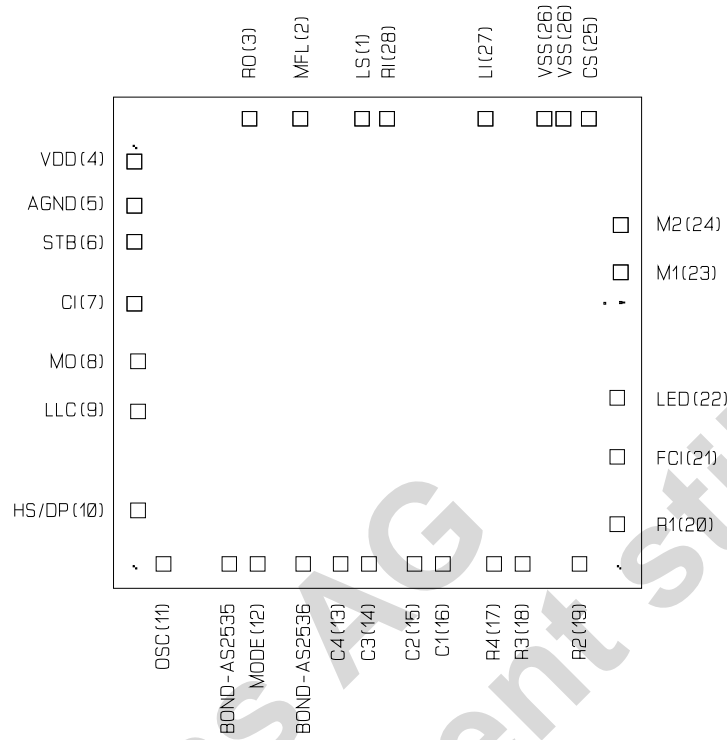 RO(3)
MFL(2)
LS(1)
RI(28)
LI(27)
VSS(26)
VSS(26)
CS(25)
VDD(4)
AGND(5)
STB(6)
CI(7)
MO(8)
LLC(9)
HS/DP(10)
M2(24)
M1(23)
LED(22)
FCI(21)
R1(20)
OSC(11)
BOND-AS2535
MODE(12)
BOND-AS2536
C4(13)
C3(14)
C2(15)
C1(16)
R4(17)
R3(18)
R2(19)
AG